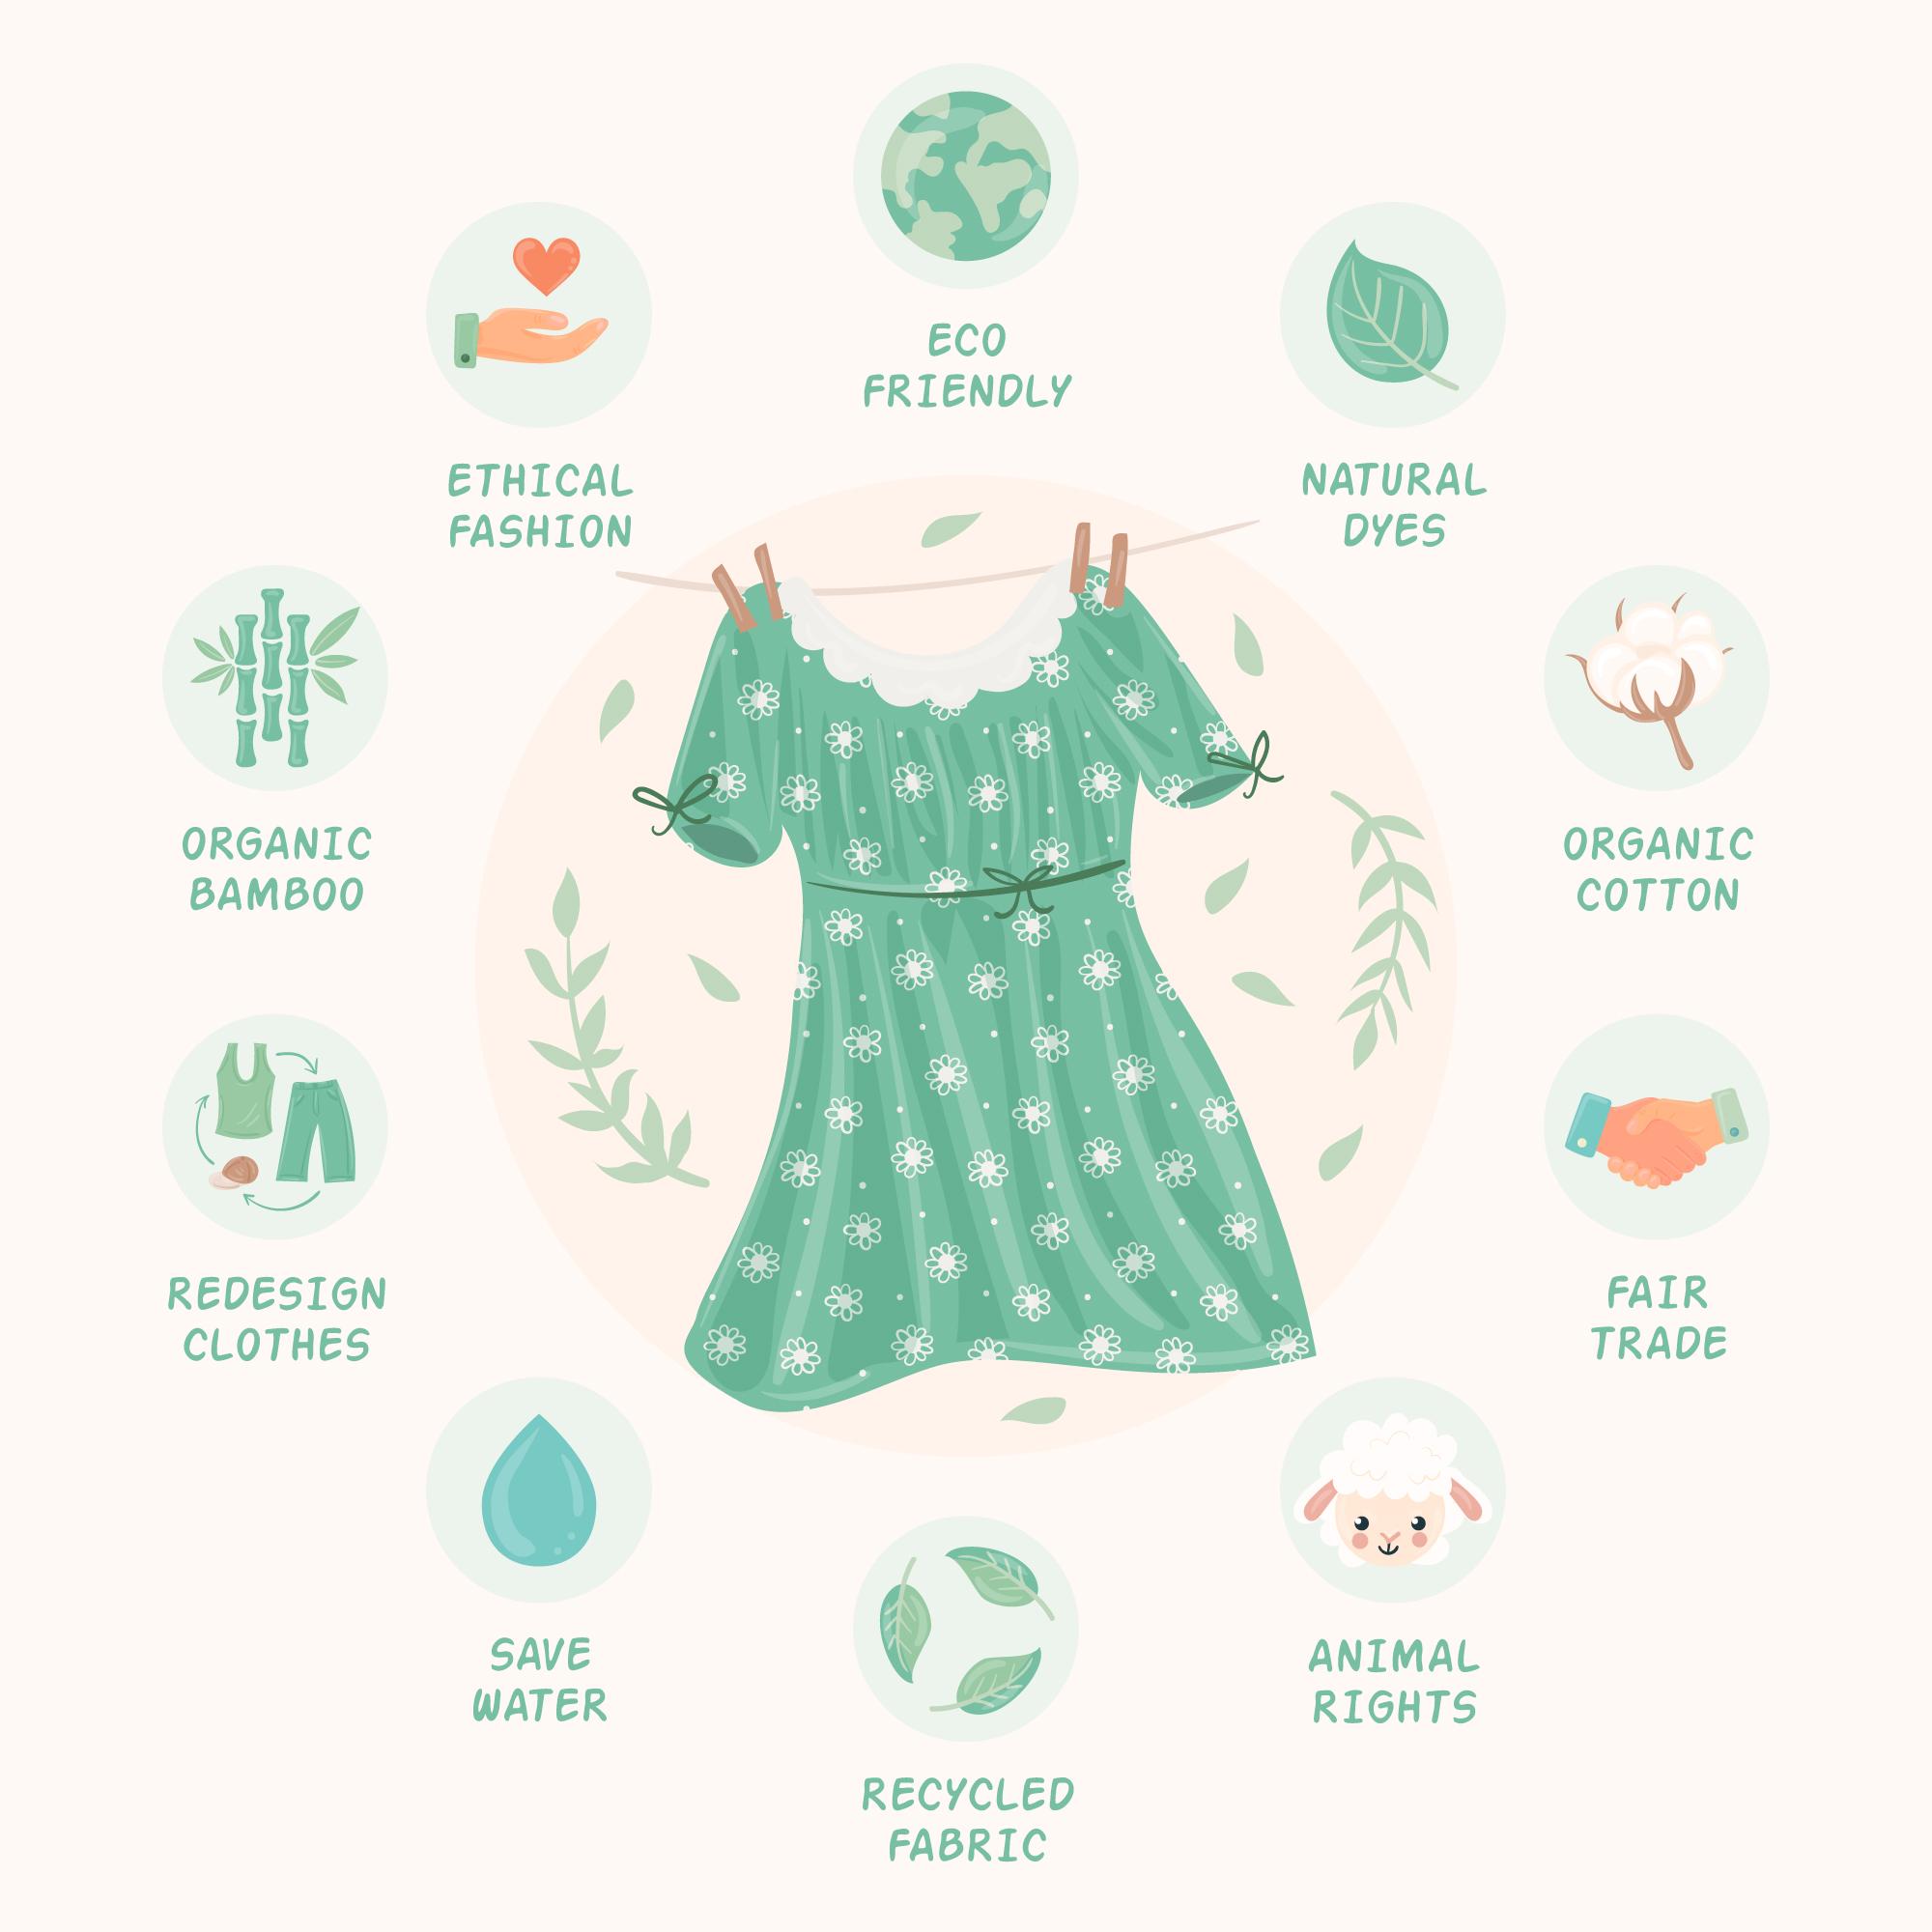 ECO
FRIENDLY
ETHICAL
FASHION
NATURAL
DYES
ORGANIC
BAMBOO
ORGANIC
COTTON
REDESIGN
CLOTHES
FAIR
TRADE
SAVE
WATER
ANIMAL
RIGHTS
RECYCLED
FABRIC